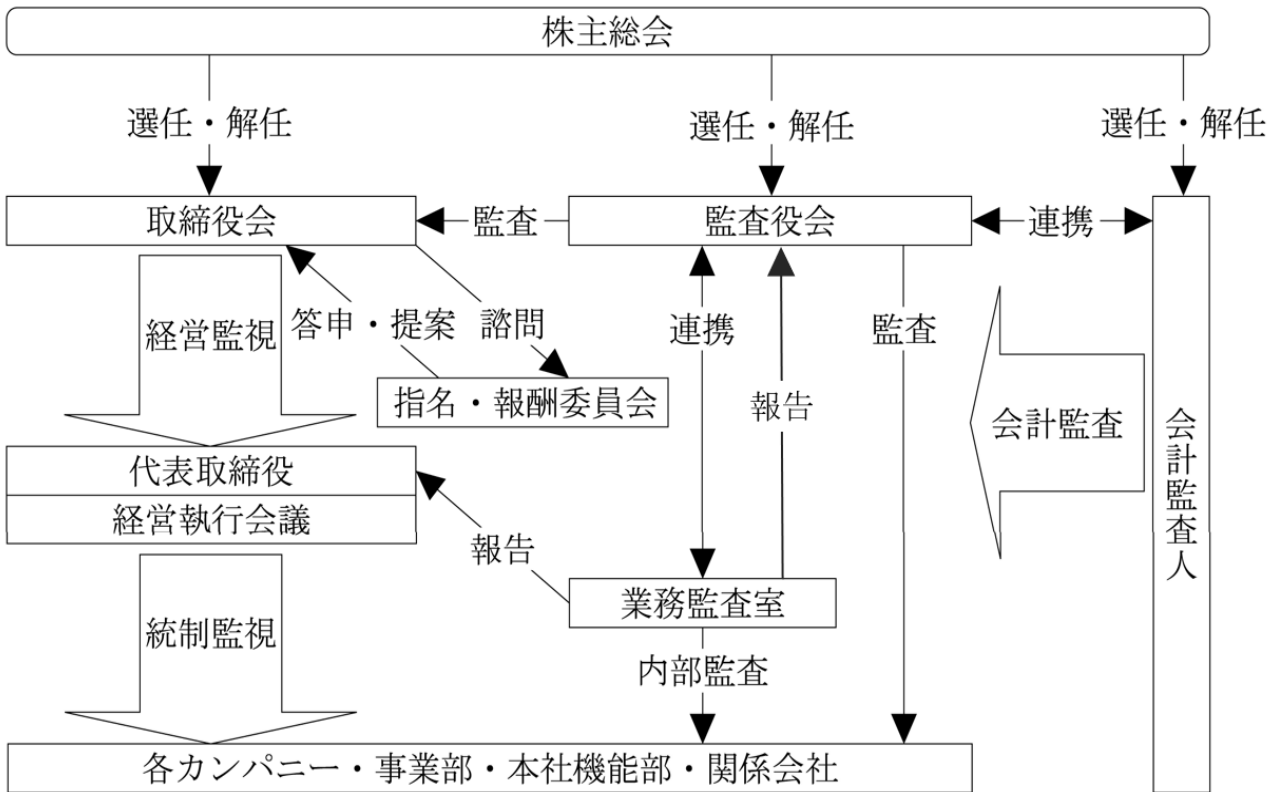 株主総会
選任・解任
選任・解任
選任・解任
取締役会
監査
監査役会
連携
経営監視
答申・提案
諮問
連携
監査
報告
指名・報酬委員会
会計監査
会計監査人
代表取締役
経営執行会議
報告
業務監査室
統制監視
内部監査
各カンパニー・事業部・本社機能部・関係会社